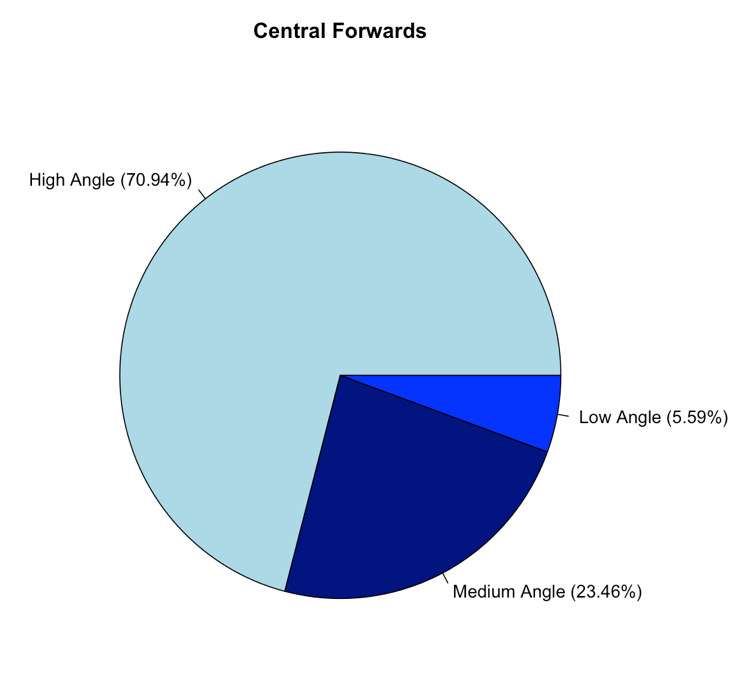 Central Forwards
High Angle (70.94%)
Low Angle (5.59%)
Medium Angle (23.46%)